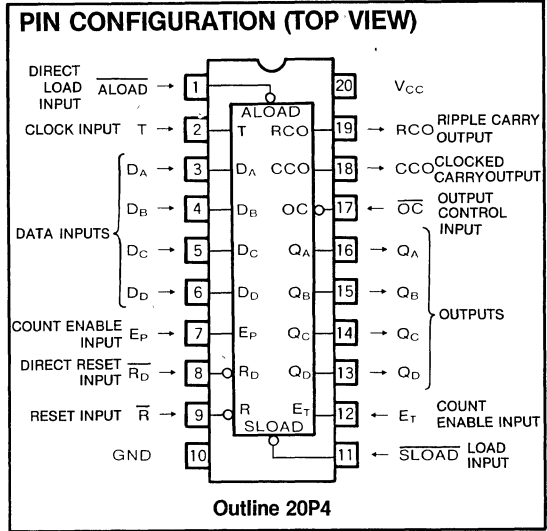 PIN CONFIGURATION (TOP VIEW)
DIRECT
LOAD
INPUT
ALOAD → 1
20 VCC
ALOAD
CLOCK INPUT T → 2 T
RCO 19 → RCO RIPPLE CARRY
OUTPUT
DA → 3 DA
CCO 18 → CCO CLOCKED
CARRY OUTPUT
DB → 4 DB
OC 17 ← OC OUTPUT
CONTROL
INPUT
DATA INPUTS
DC → 5 DC
QA 16 → QA
DD → 6 DD
QB 15 → QB
OUTPUTS
COUNT ENABLE
INPUT
EP → 7 EP
QC 14 → QC
DIRECT RESET
INPUT
RD → 8 RD
QD 13 → QD
RESET INPUT R → 9 R
ET 12 ← ET COUNT
ENABLE INPUT
SLOAD
GND 10
11 ← SLOAD LOAD
INPUT
Outline 20P4